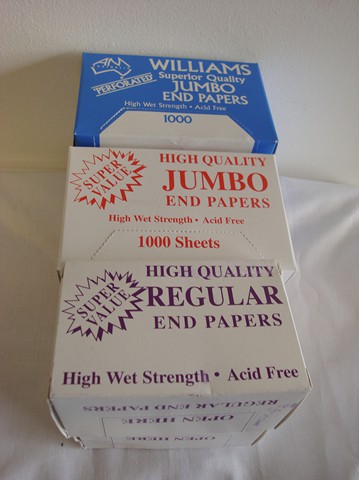 WILLIAMS
Superior Quality
"PERFORATED"
JUMBO
END PAPERS
High Wet Strength • Acid Free
1000
SUPER
VALUE
HIGH QUALITY
JUMBO
END PAPERS
High Wet Strength • Acid Free
1000 Sheets
SUPER
VALUE
HIGH QUALITY
REGULAR
END PAPERS
High Wet Strength • Acid Free
REGULAR END PAPERS
OPEN HERE
OPEN HERE